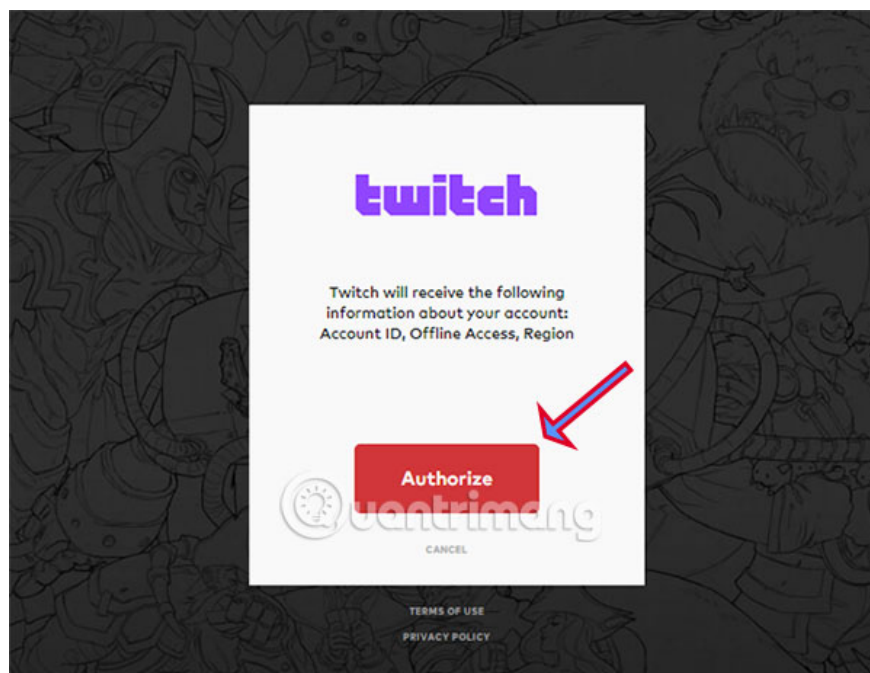 twitch
Twitch will receive the following
information about your account:
Account ID, Offline Access, Region
Authorize
Quantrimang
CANCEL
TERMS OF USE
PRIVACY POLICY